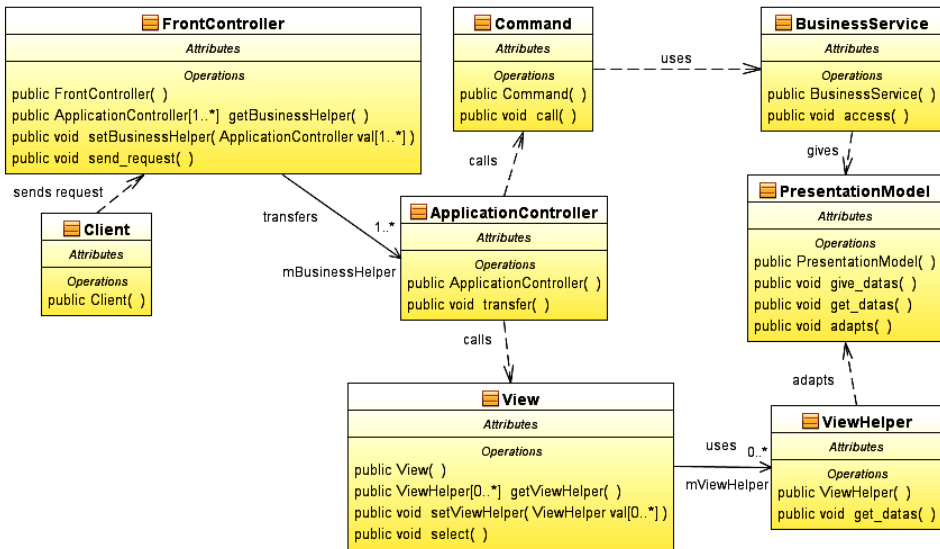 FrontController
Attributes
Operations
public FrontController( )
public ApplicationController[1..*] getBusinessHelper( )
public void setBusinessHelper( ApplicationController val[1..*] )
public void send_request( )
Command
Attributes
Operations
public Command( )
public void call( )
uses
BusinessService
Attributes
Operations
public BusinessService( )
public void access( )
sends request
calls
gives
Client
Attributes
Operations
public Client( )
transfers
1..*
mBusinessHelper
ApplicationController
Attributes
Operations
public ApplicationController( )
public void transfer( )
PresentationModel
Attributes
Operations
public PresentationModel( )
public void give_datas( )
public void get_datas( )
public void adapts( )
calls
adapts
View
Attributes
Operations
public View( )
public ViewHelper[0..*] getViewHelper( )
public void setViewHelper( ViewHelper val[0..*] )
public void select( )
uses
0..*
mViewHelper
ViewHelper
Attributes
Operations
public ViewHelper( )
public void get_datas( )